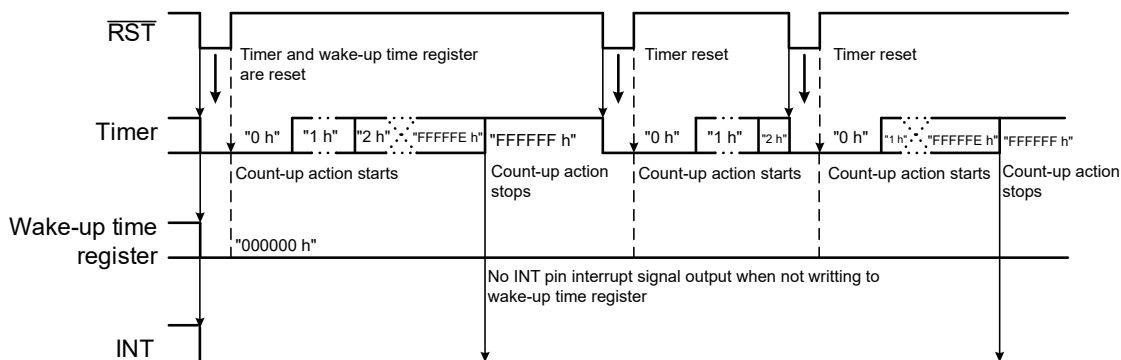 RST
Timer and wake-up time register
are reset
Timer reset
Timer reset
Timer
"0 h"
"1 h"
"2 h"
"FFFFFE h"
"FFFFFF h"
"0 h"
"1 h"
"2 h"
"0 h"
"1 h"
"FFFFFE h"
"FFFFFF h"
Count-up action starts
Count-up action
stops
Count-up action starts
Count-up action starts
Count-up action
stops
Wake-up time
register
"000000 h"
No INT pin interrupt signal output when not writting to
wake-up time register
INT